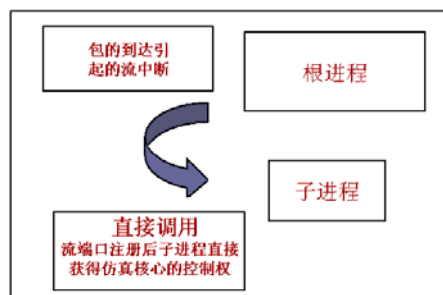 包的到达引
起的流中断
根进程
子进程
直接调用
流端口注册后子进程直接
获得仿真核心的控制权